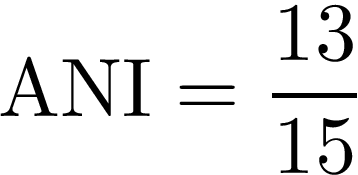 ANI = 13/15